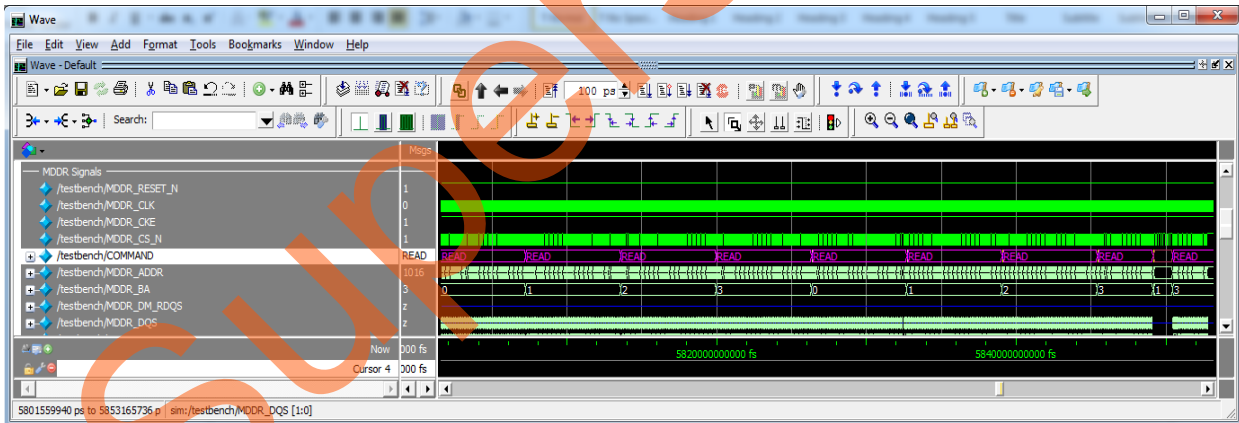 Wave
File Edit View Add Format Tools Bookmarks Window Help
Wave - Default
100 ps
Search:
Msgs
MDDR Signals
/testbench/MDDR_RESET_N 1
/testbench/MDDR_CLK 0
/testbench/MDDR_CKE 1
/testbench/MDDR_CS_N 1
/testbench/COMMAND READ READ READ READ READ READ READ READ READ READ
/testbench/MDDR_ADDR 1016
/testbench/MDDR_BA 3 0 1 2 3 0 1 2 3 1 3
/testbench/MDDR_DM_RDQS z
/testbench/MDDR_DQS z
Now 000 fs 5820000000000 fs 5840000000000 fs
Cursor 4 000 fs
5801559940 ps to 5853165736 p sim:/testbench/MDDR_DQS [1:0]
Super